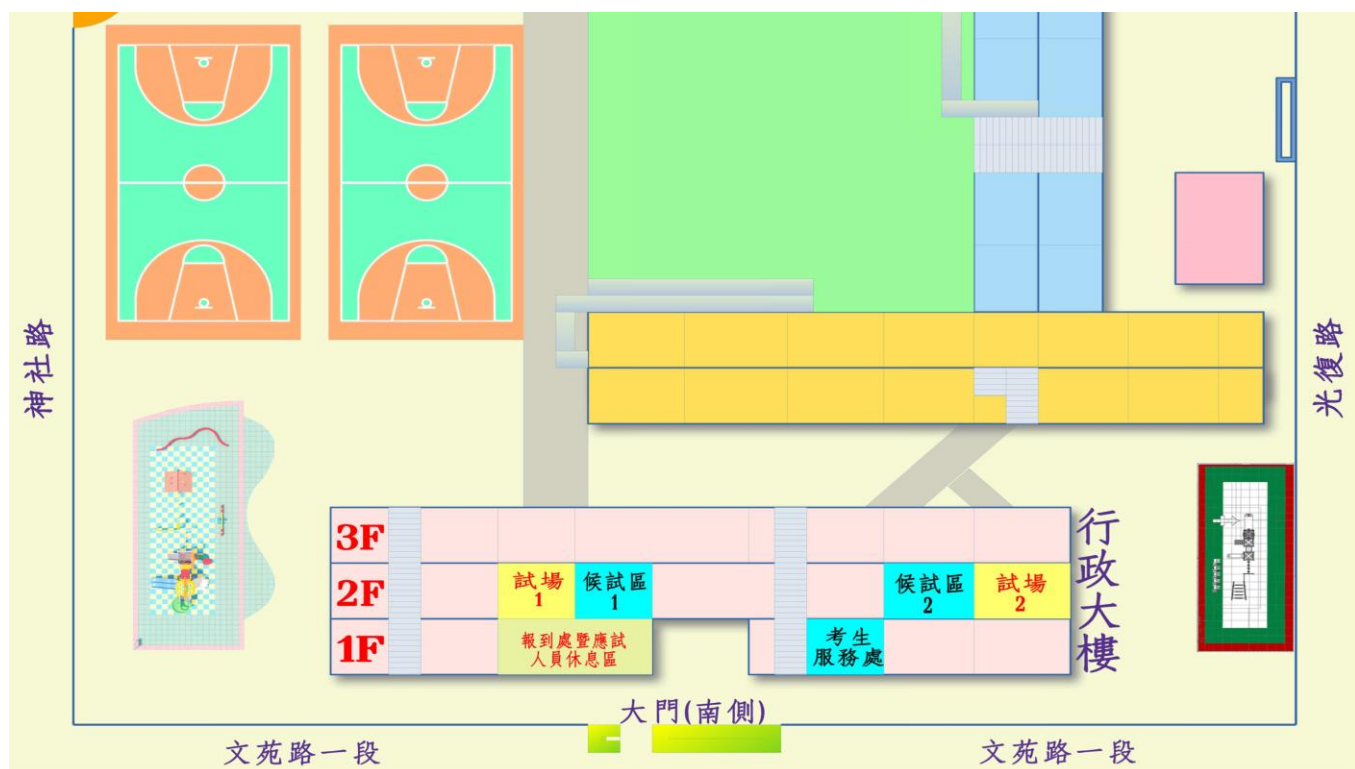 神社路
光復路
3F
2F
試場
1
候試區
1
候試區
2
試場
2
1F
報到處暨應試
人員休息區
考生
服務處
行政大樓
大門(南側)
文苑路一段
文苑路一段